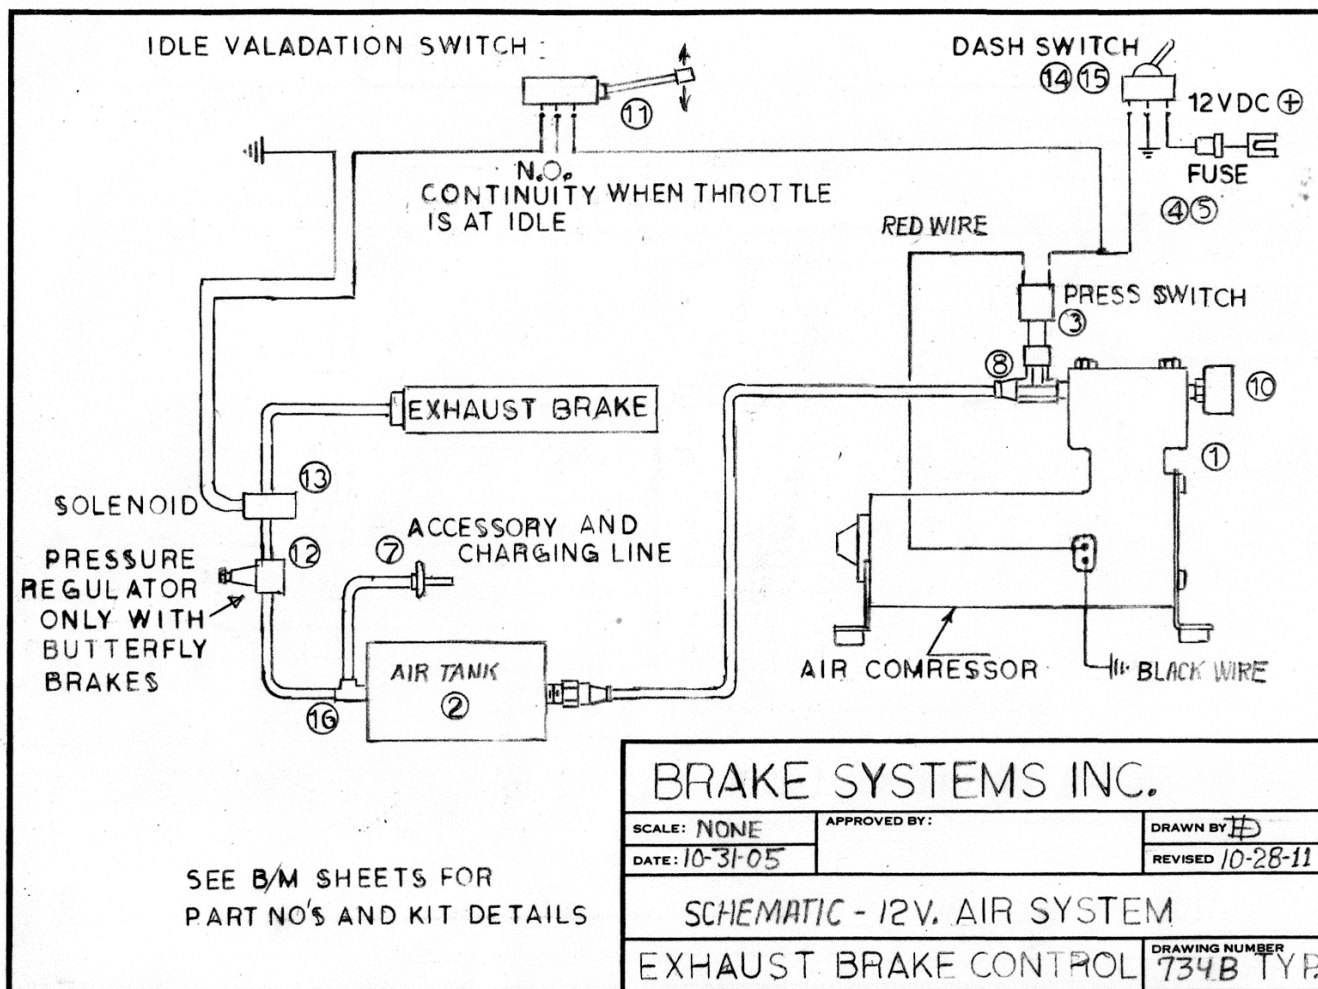 IDLE VALADATION SWITCH
11
DASH SWITCH
14 15
12VDC +
FUSE
4 5
N.O.
CONTINUITY WHEN THROTTLE
IS AT IDLE
RED WIRE
PRESS SWITCH
3
8
10
1
EXHAUST BRAKE
13
SOLENOID
12
PRESSURE
REGULATOR
ONLY WITH
BUTTERFLY
BRAKES
7
ACCESSORY AND
CHARGING LINE
AIR TANK
2
16
AIR COMRESSOR
BLACK WIRE
SEE B/M SHEETS FOR
PART NO'S AND KIT DETAILS
BRAKE SYSTEMS INC.
SCALE: NONE
APPROVED BY:
DRAWN BY
DATE: 10-31-05
REVISED 10-28-11
SCHEMATIC - 12V. AIR SYSTEM
EXHAUST BRAKE CONTROL
DRAWING NUMBER
734B TYP.